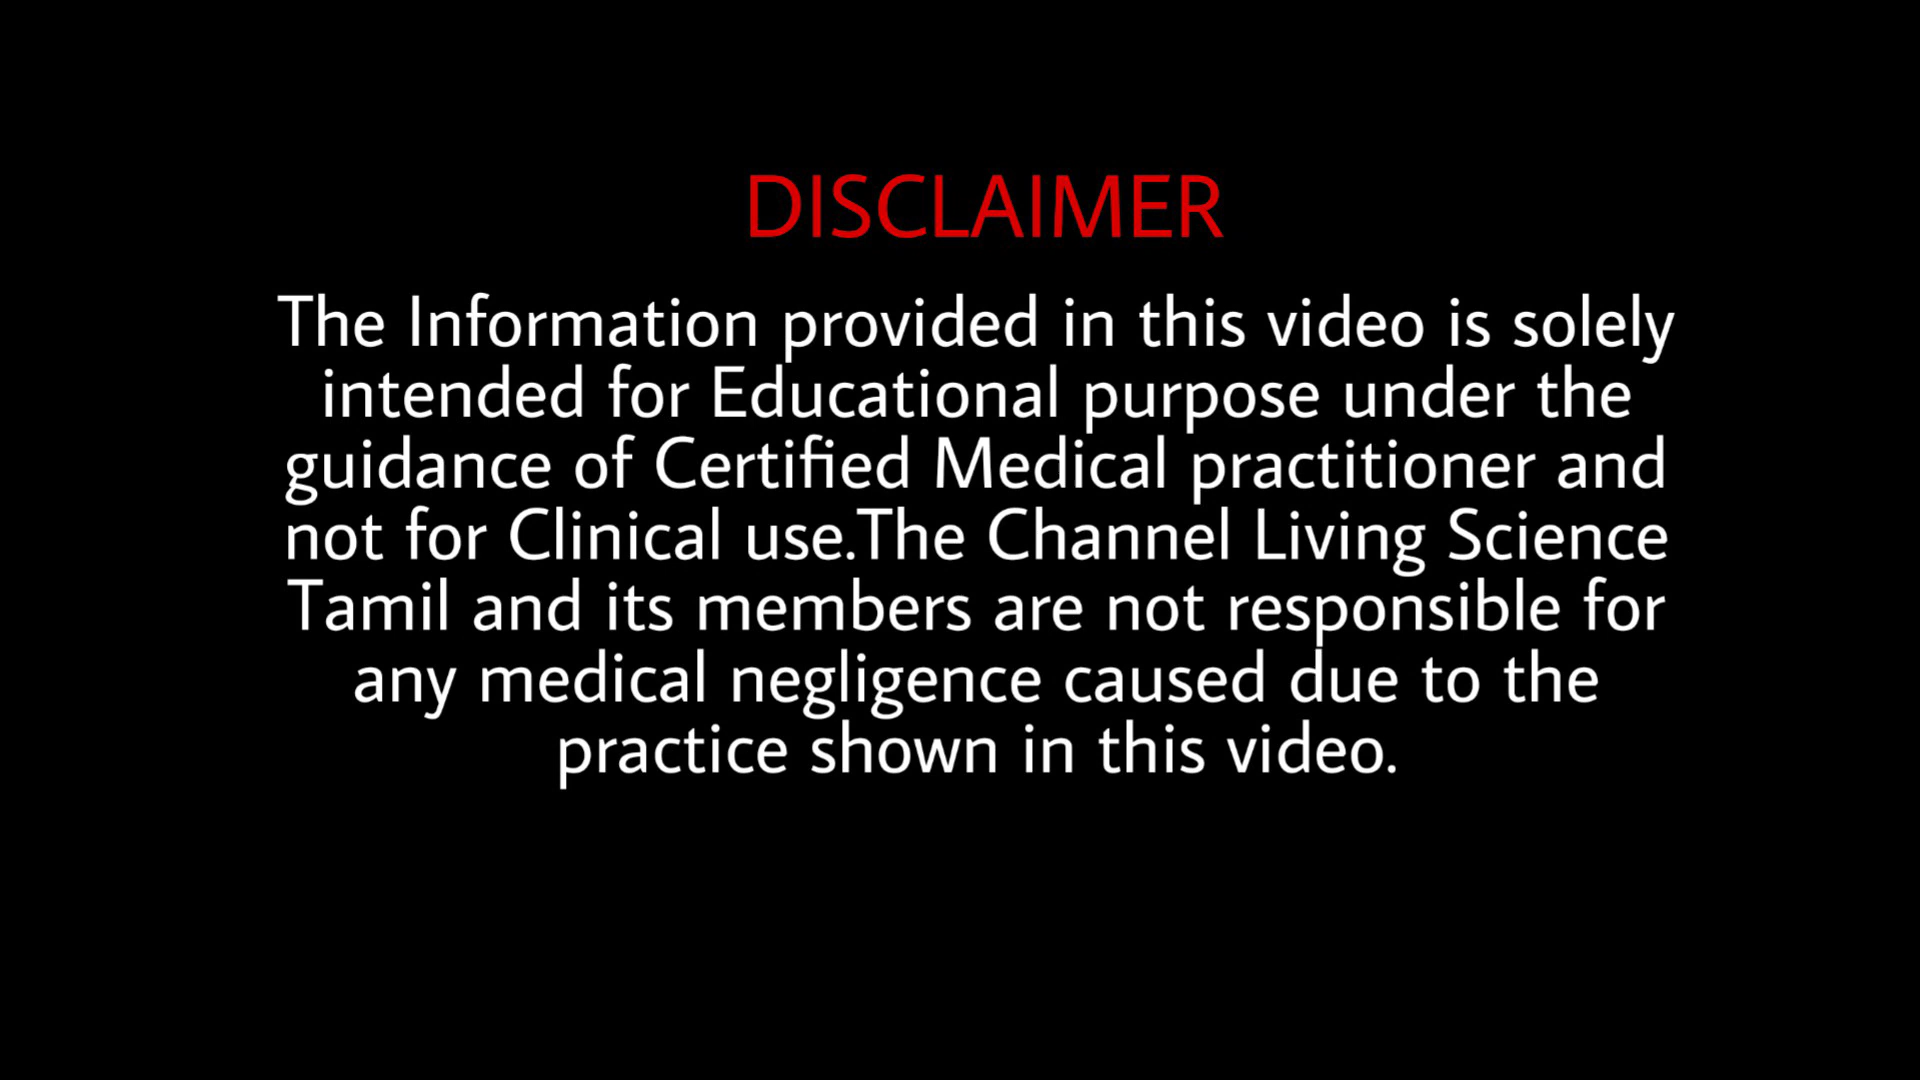 DISCLAIMER
The Information provided in this video is solely
intended for Educational purpose under the
guidance of Certified Medical practitioner and
not for Clinical use.The Channel Living Science
Tamil and its members are not responsible for
any medical negligence caused due to the
practice shown in this video.